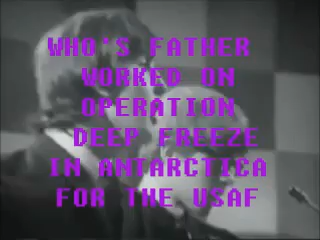 WHO'S FATHER
WORKED ON
OPERATION
DEEP FREEZE
IN ANTARCTICA
FOR THE USAF